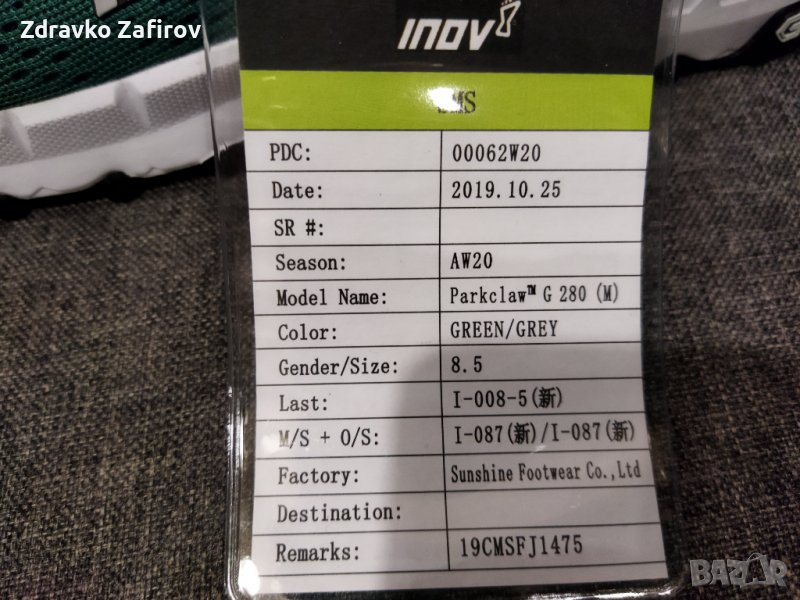 Zdravko Zafirov
INOV
SMS
PDC: 00062W20
Date: 2019.10.25
SR #:
Season: AW20
Model Name: Parkclaw™ G 280 (M)
Color: GREEN/GREY
Gender/Size: 8.5
Last: I-008-5(新)
M/S + O/S: I-087(新)/I-087(新)
Factory: Sunshine Footwear Co.,Ltd
Destination:
Remarks: 19CMSFJ1475
BAZAR